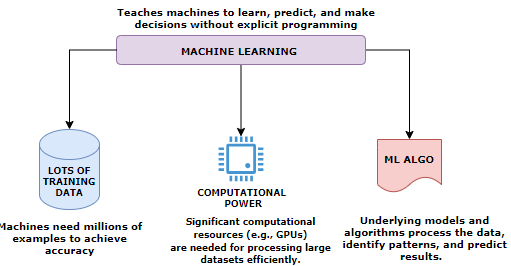 Teaches machines to learn, predict, and make
decisions without explicit programming
MACHINE LEARNING
LOTS OF
TRAINING
DATA
Machines need millions of
examples to achieve
accuracy
COMPUTATIONAL
POWER
Significant computational
resources (e.g., GPUs)
are needed for processing large
datasets efficiently.
ML ALGO
Underlying models and
algorithms process the data,
identify patterns, and predict
results.